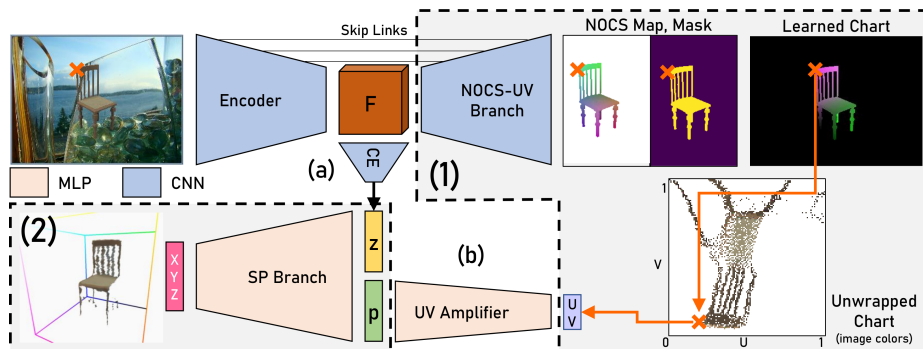 Skip Links
NOCS Map, Mask
Learned Chart
Encoder
F
NOCS-UV
Branch
CE
(a)
(1)
MLP
CNN
(2)
X
Y
Z
SP Branch
z
p
(b)
UV Amplifier
U
V
1
V
0
U
1
Unwrapped
Chart
(image colors)